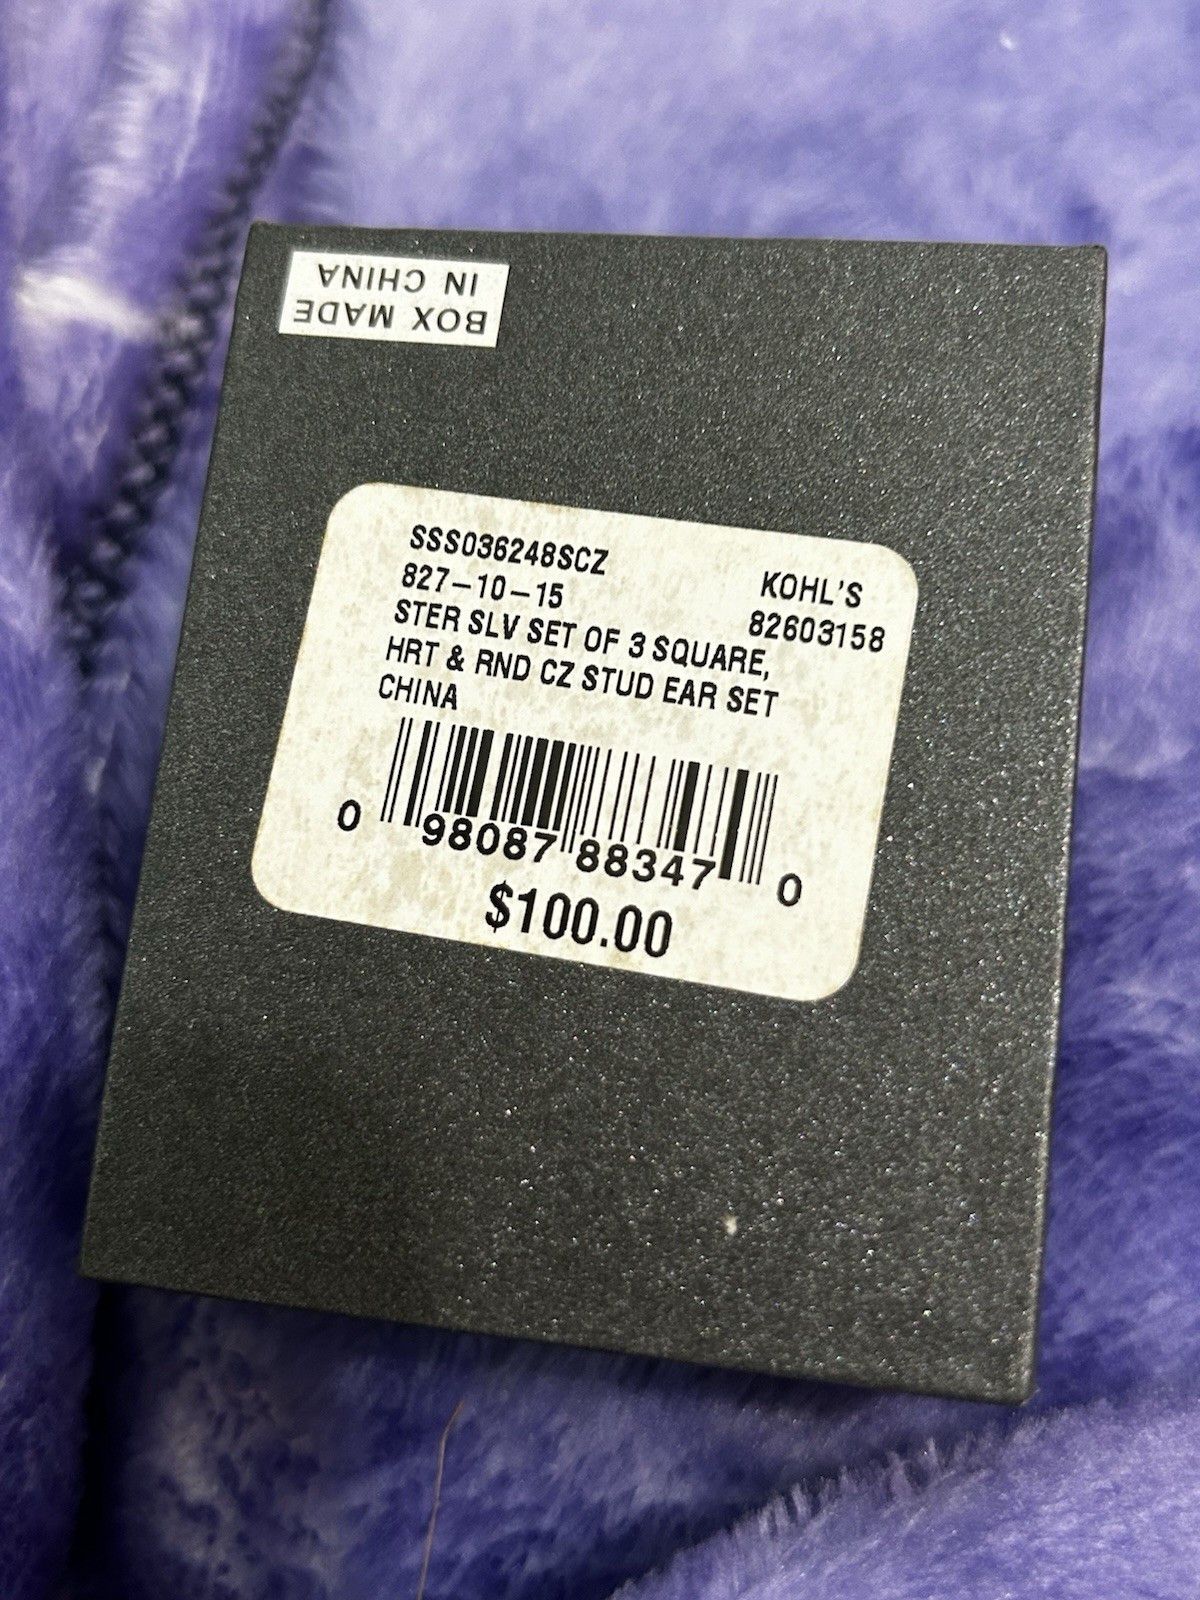 BOX MADE
IN CHINA
SSS036248SCZ
827-10-15
KOHL'S
82603158
STER SLV SET OF 3 SQUARE,
HRT & RND CZ STUD EAR SET
CHINA
0 98087 88347 0
$100.00